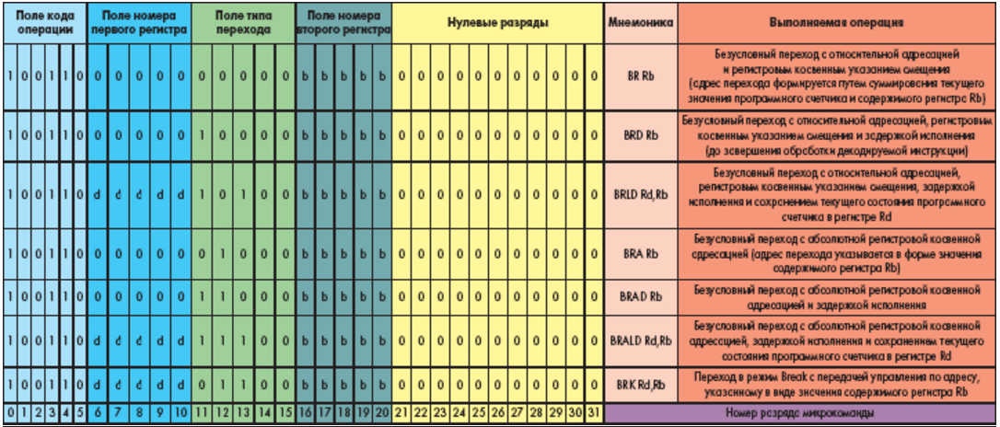 Поле кода операции | Поле номера первого регистра | Поле типа перехода | Поле номера второго регистра | Нулевые разряды | Мнемоника | Выполняемая операция
1 0 0 1 1 0 0 0 0 0 0 0 0 0 0 0 b b b b b 0 0 0 0 0 0 0 0 0 0 0 BR Rb
Безусловный переход с относительной адресацией
и регистровым косвенным указанием смещения
(адрес перехода формируется путем суммирования текущего
значения программного счетчика и содержимого регистра Rb)
1 0 0 1 1 0 0 0 0 0 0 1 0 0 0 0 b b b b b 0 0 0 0 0 0 0 0 0 0 0 BRD Rb
Безусловный переход с относительной адресацией, регистровым
косвенным указанием смещения и задержкой исполнения
(до завершения обработки декодируемой инструкции)
1 0 0 1 1 0 d d d d d 1 0 1 0 0 b b b b b 0 0 0 0 0 0 0 0 0 0 0 BRLD Rd,Rb
Безусловный переход с относительной адресацией,
регистровым косвенным указанием смещения, задержкой
исполнения и сохранением текущего состояния программного
счетчика в регистре Rd
1 0 0 1 1 0 0 0 0 0 0 0 1 0 0 0 b b b b b 0 0 0 0 0 0 0 0 0 0 0 BRA Rb
Безусловный переход с абсолютной регистровой косвенной
адресацией (адрес перехода указывается в форме значения
содержимого регистра Rb)
1 0 0 1 1 0 0 0 0 0 0 1 1 0 0 0 b b b b b 0 0 0 0 0 0 0 0 0 0 0 BRAD Rb
Безусловный переход с абсолютной регистровой косвенной
адресацией и задержкой исполнения
1 0 0 1 1 0 d d d d d 1 1 1 0 0 b b b b b 0 0 0 0 0 0 0 0 0 0 0 BRALD Rd,Rb
Безусловный переход с абсолютной регистровой косвенной
адрессцией, задержкой исполнения и сохранением текущего
состояния программного счетчика в регистре Rd
1 0 0 1 1 0 d d d d d 0 1 1 0 0 b b b b b 0 0 0 0 0 0 0 0 0 0 0 BRK Rd,Rb
Переход в режим Break с передачей управления по адресу,
указанному в виде значения содержимого регистра Rb
0 1 2 3 4 5 6 7 8 9 10 11 12 13 14 15 16 17 18 19 20 21 22 23 24 25 26 27 28 29 30 31 Номер разряда микрокоманды